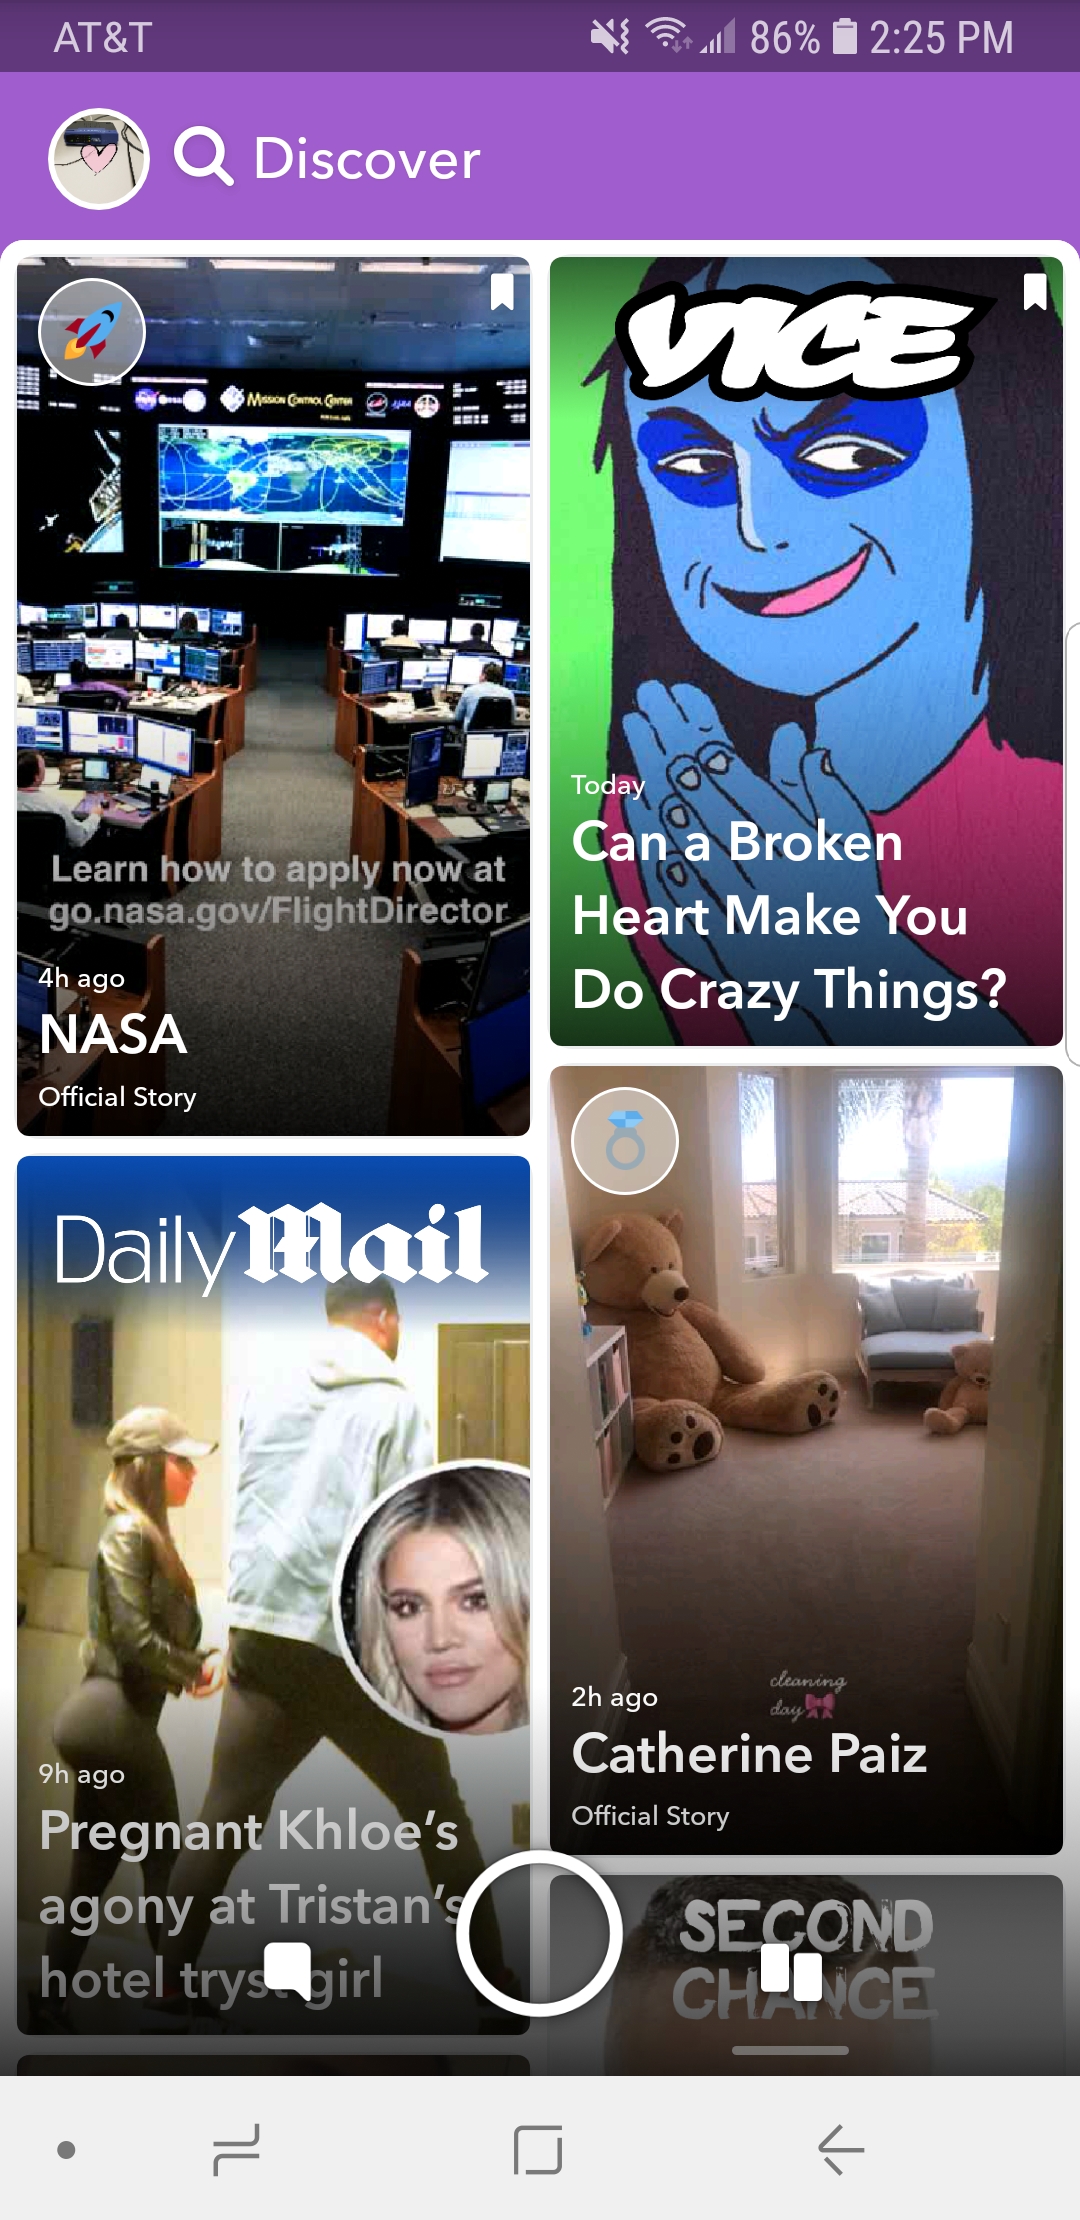 AT&T 86% 2:25 PM
Discover
MISSION CONTROL CENTER
Learn how to apply now at
go.nasa.gov/FlightDirector
4h ago
NASA
Official Story
VICE
Today
Can a Broken
Heart Make You
Do Crazy Things?
Daily Mail
9h ago
Pregnant Khloe's
agony at Tristan's
hotel tryst girl
cleaning
day
2h ago
Catherine Paiz
Official Story
SECOND
CHANCE